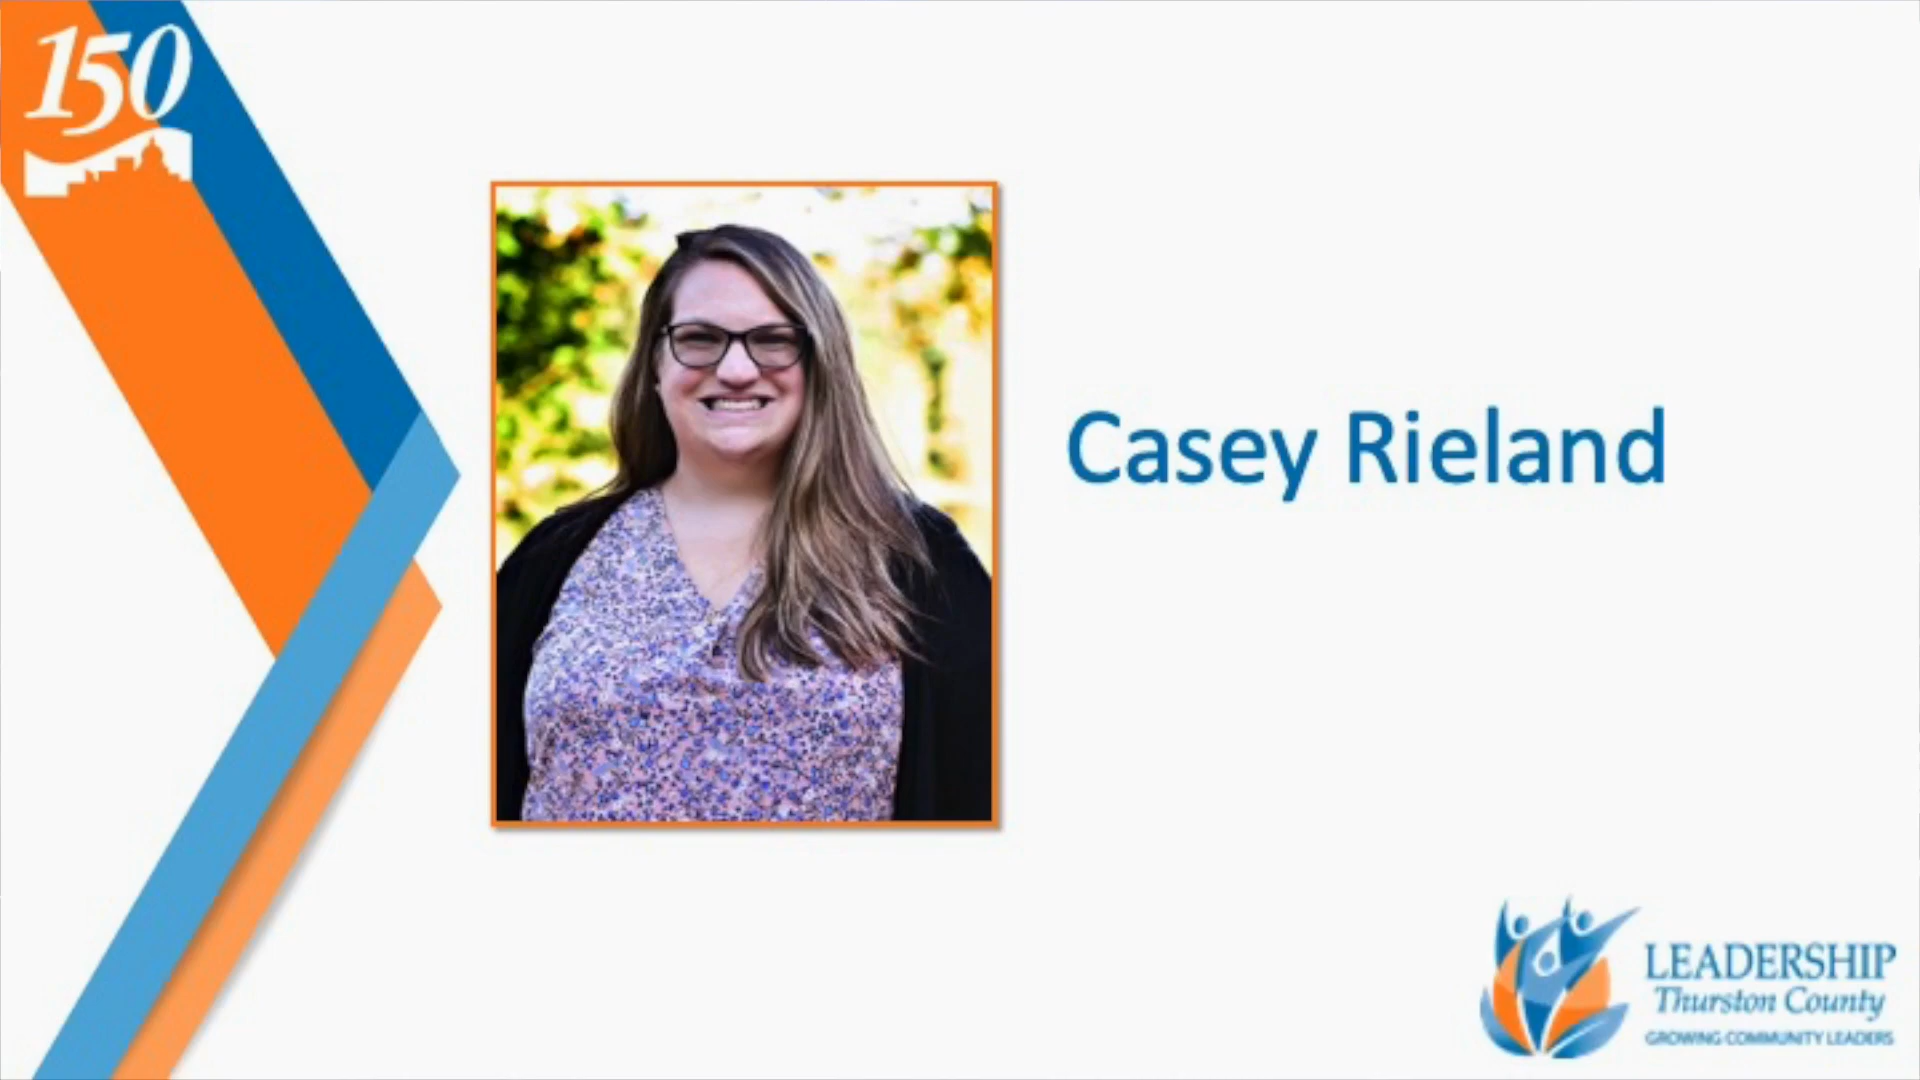 150
Casey Rieland
LEADERSHIP
Thurston County
GROWING COMMUNITY LEADERS